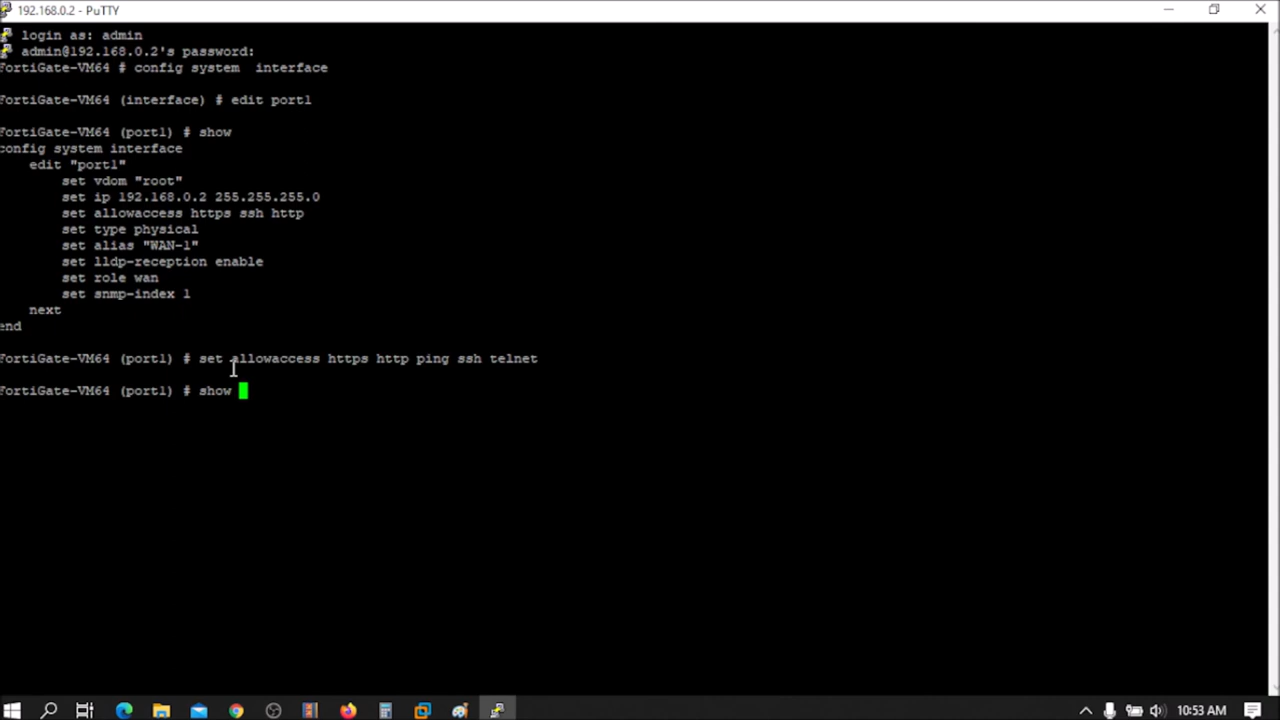 192.168.0.2 - PuTTY
login as: admin
admin@192.168.0.2's password:
FortiGate-VM64 # config system  interface
FortiGate-VM64 (interface) # edit port1
FortiGate-VM64 (port1) # show
config system interface
    edit "port1"
        set vdom "root"
        set ip 192.168.0.2 255.255.255.0
        set allowaccess https ssh http
        set type physical
        set alias "WAN-1"
        set lldp-reception enable
        set role wan
        set snmp-index 1
    next
end
FortiGate-VM64 (port1) # set allowaccess https http ping ssh telnet
FortiGate-VM64 (port1) # show
10:53 AM